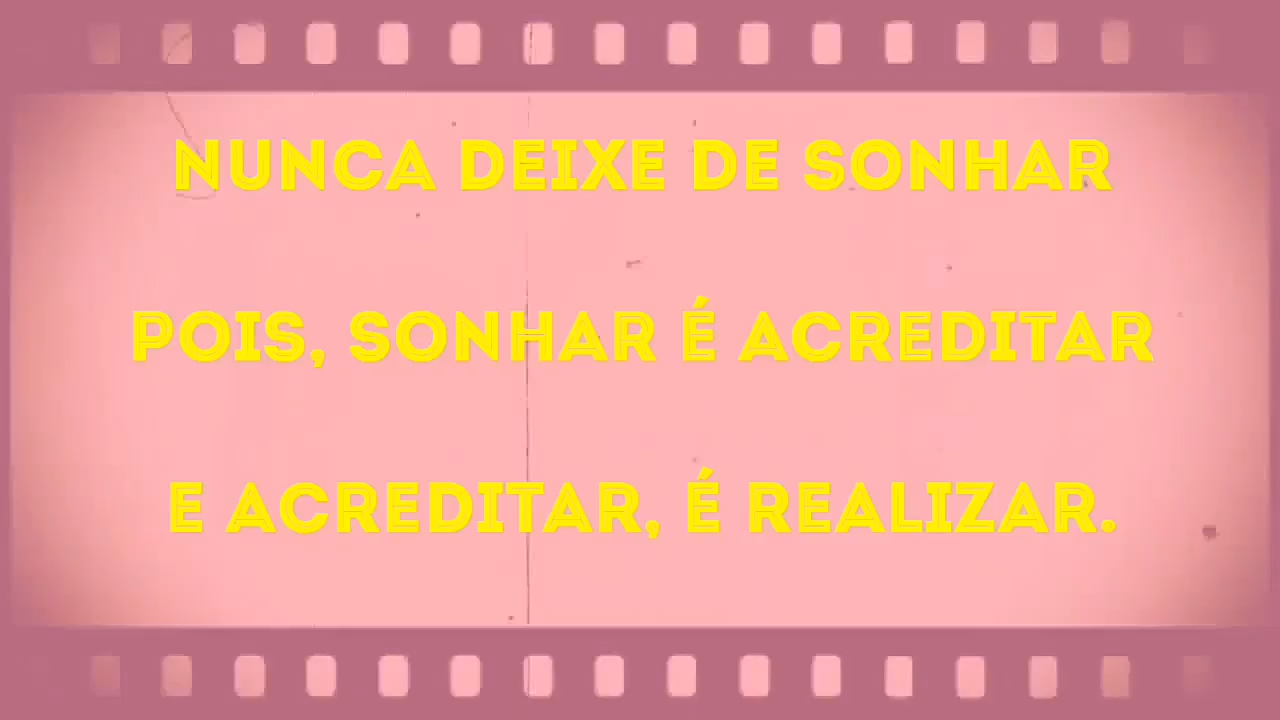 NUNCA DEIXE DE SONHAR
POIS, SONHAR É ACREDITAR
E ACREDITAR, É REALIZAR.